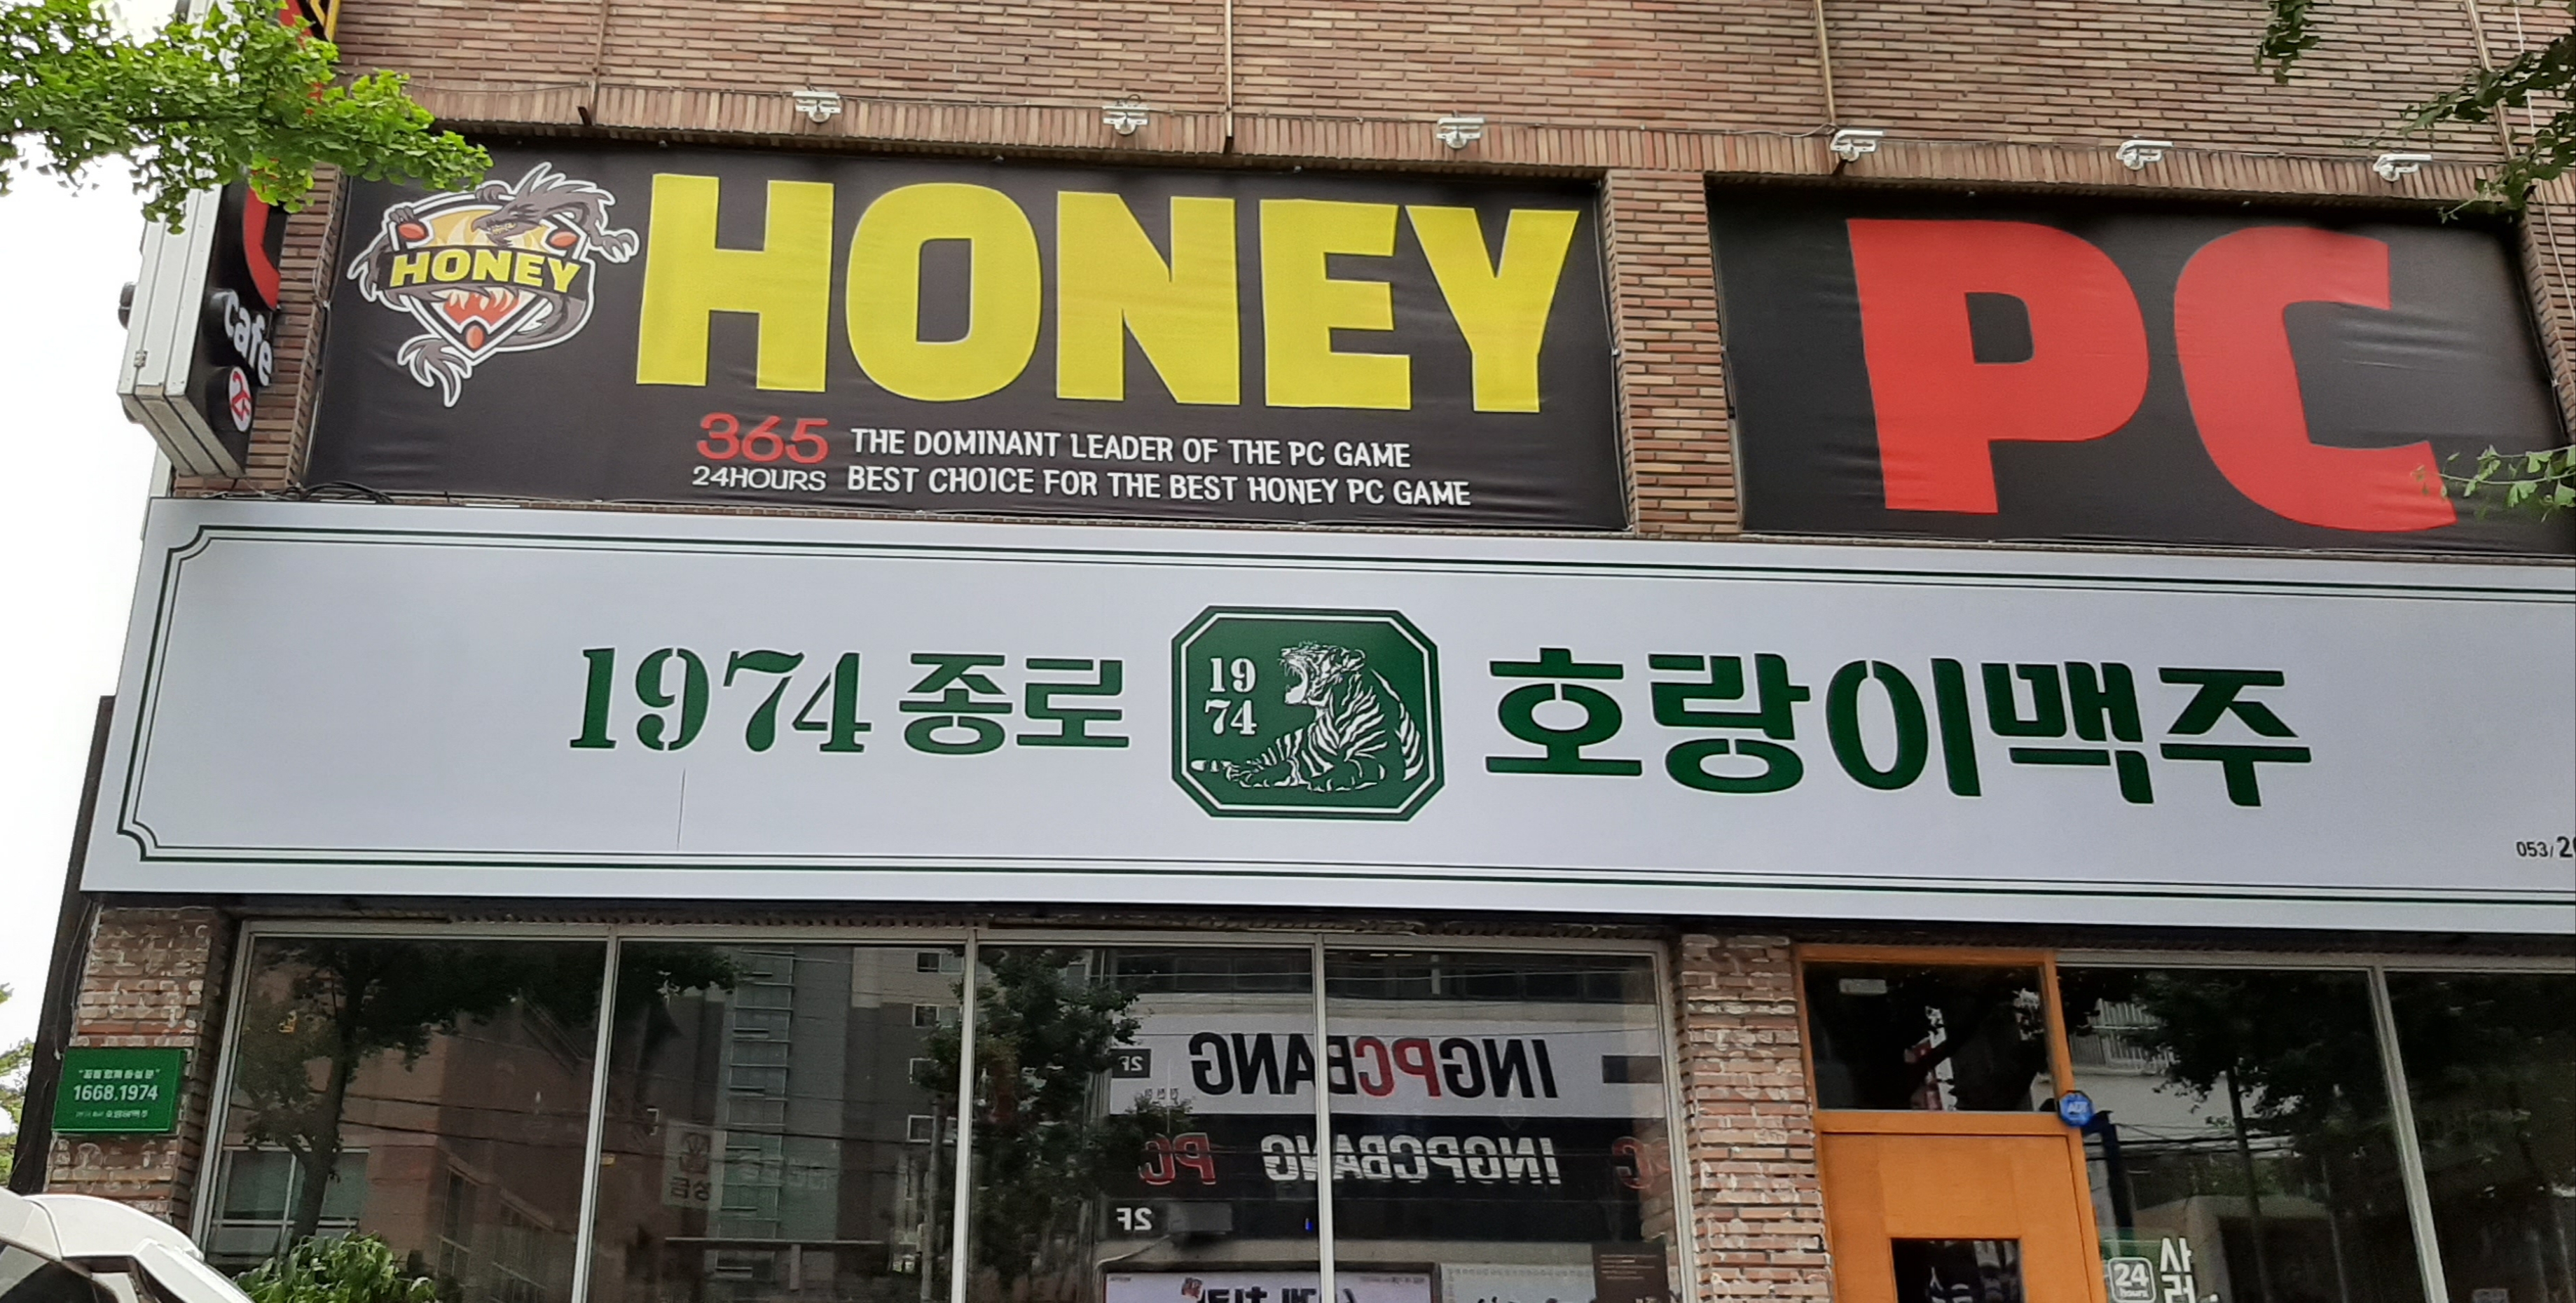 HONEY
HONEY
PC
cafe
365
24HOURS
THE DOMINANT LEADER OF THE PC GAME
BEST CHOICE FOR THE BEST HONEY PC GAME
1974 종로
19
74
호랑이맥주
053/
1668.1974
2F
INGPCBANG
PC
INGPCBANG
PC
2F
ADT
24
hours